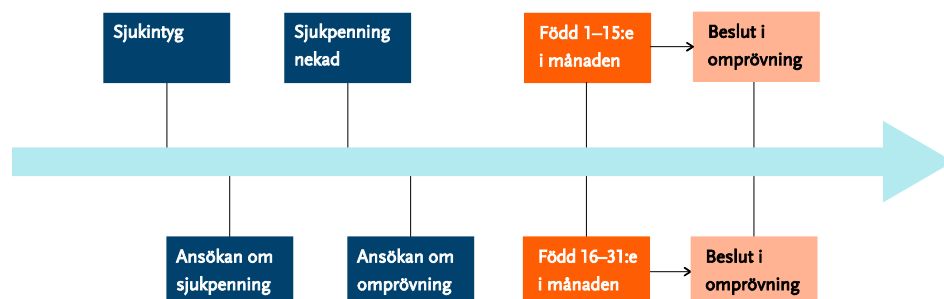 Sjukintyg
Sjukpenning
nekad
Född 1–15:e
i månaden
Beslut i
omprövning
Ansökan om
sjukpenning
Ansökan om
omprövning
Född 16–31:e
i månaden
Beslut i
omprövning